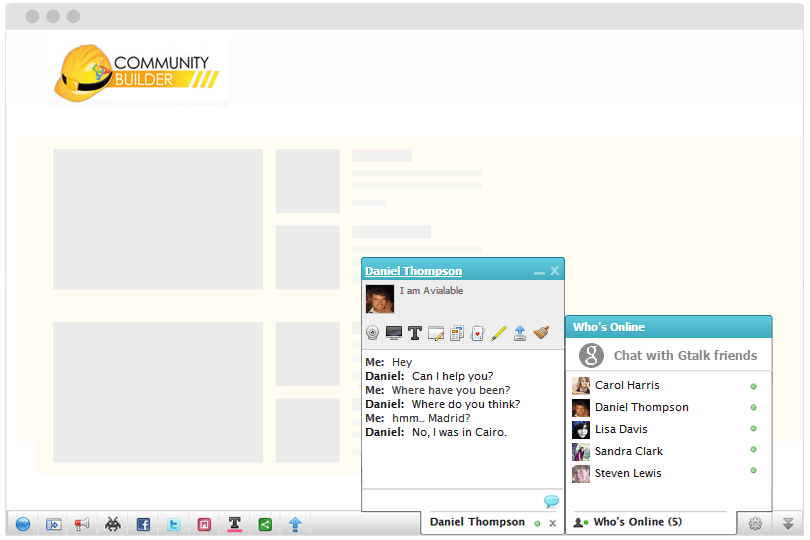 COMMUNITY
BUILDER
Daniel Thompson
I am Avialable
Me: Hey
Daniel: Can I help you?
Me: Where have you been?
Daniel: Where do you think?
Me: hmm.. Madrid?
Daniel: No, I was in Cairo.
Daniel Thompson
Who's Online
g Chat with Gtalk friends
Carol Harris
Daniel Thompson
Lisa Davis
Sandra Clark
Steven Lewis
Who's Online (5)